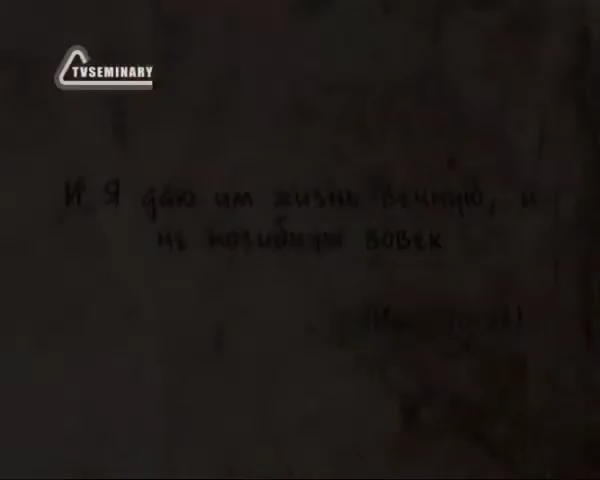 TVSEMINARY
И Я даю им жизнь вечную, и
не погибнут вовек